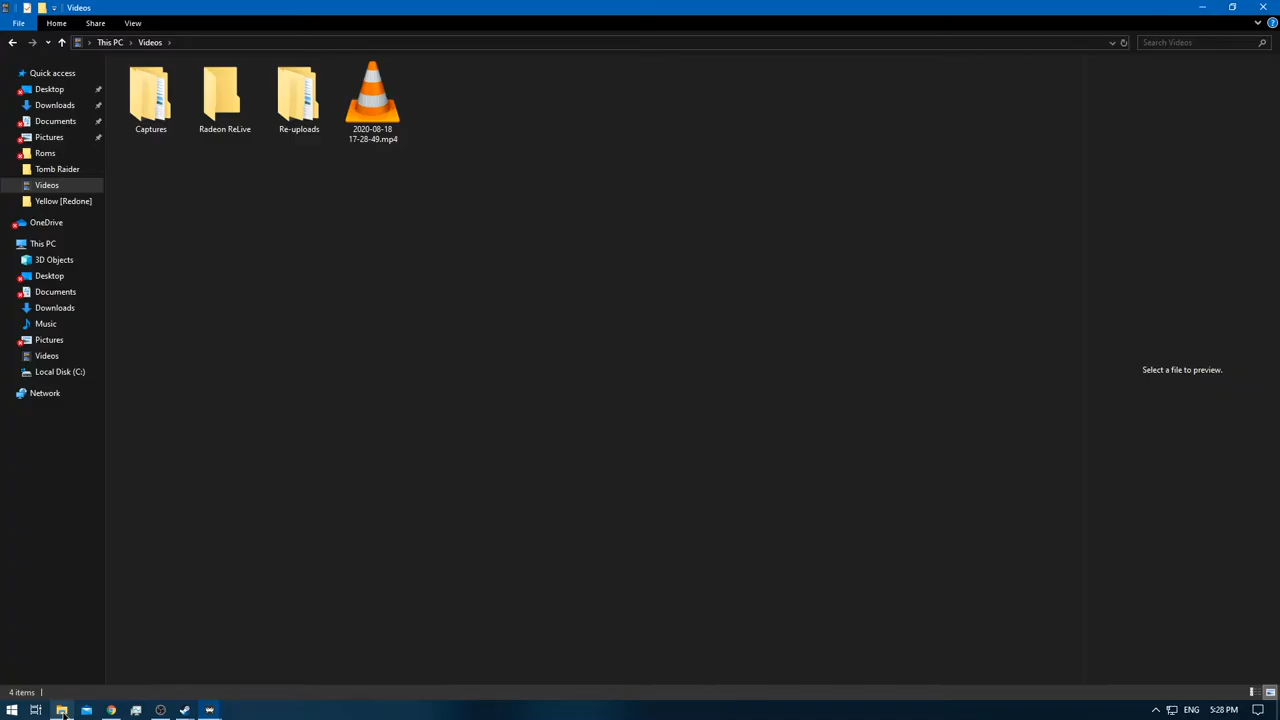 Videos
File
Home
Share
View
This PC
Videos
Search Videos
Quick access
Desktop
Downloads
Documents
Pictures
Roms
Tomb Raider
Videos
Yellow [Redone]
OneDrive
This PC
3D Objects
Desktop
Documents
Downloads
Music
Pictures
Videos
Local Disk (C:)
Network
Captures
Radeon ReLive
Re-uploads
2020-08-18
17-28-49.mp4
Select a file to preview.
4 items
ENG
5:28 PM